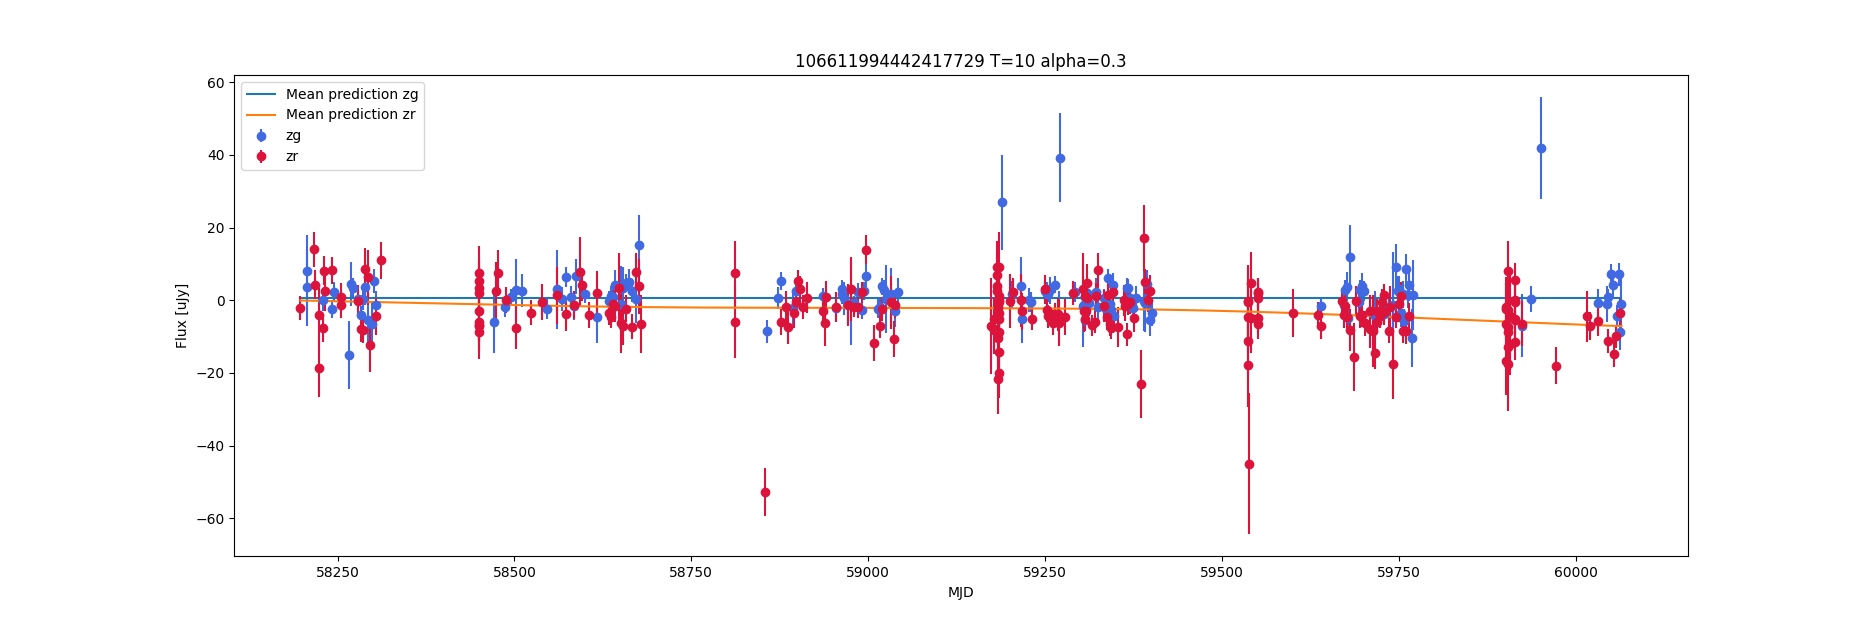 106611994442417729 T=10 alpha=0.3
Mean prediction zg
Mean prediction zr
zg
zr
60
40
20
0
−20
−40
−60
Flux [uJy]
58250 58500 58750 59000 59250 59500 59750 60000
MJD